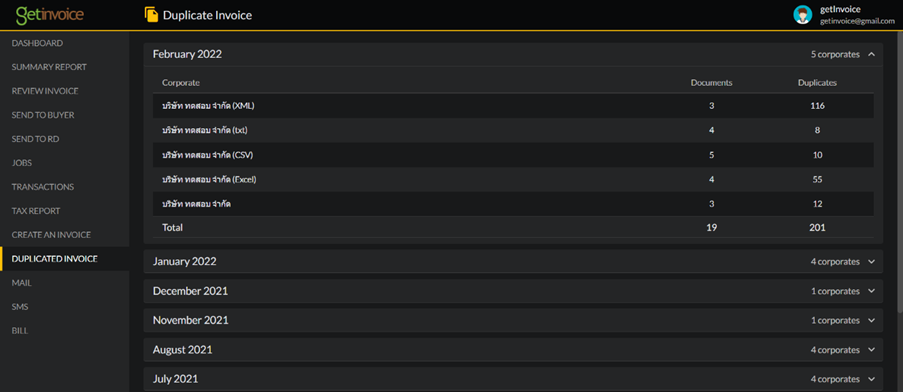 getinvoice
Duplicate Invoice
getInvoice
getinvoice@gmail.com
DASHBOARD
SUMMARY REPORT
REVIEW INVOICE
SEND TO BUYER
SEND TO RD
JOBS
TRANSACTIONS
TAX REPORT
CREATE AN INVOICE
DUPLICATED INVOICE
MAIL
SMS
BILL
February 2022 5 corporates
Corporate Documents Duplicates
บริษัท ทดสอบ จำกัด (XML) 3 116
บริษัท ทดสอบ จำกัด (txt) 4 8
บริษัท ทดสอบ จำกัด (CSV) 5 10
บริษัท ทดสอบ จำกัด (Excel) 4 55
บริษัท ทดสอบ จำกัด 3 12
Total 19 201
January 2022 4 corporates
December 2021 1 corporates
November 2021 1 corporates
August 2021 4 corporates
July 2021 4 corporates